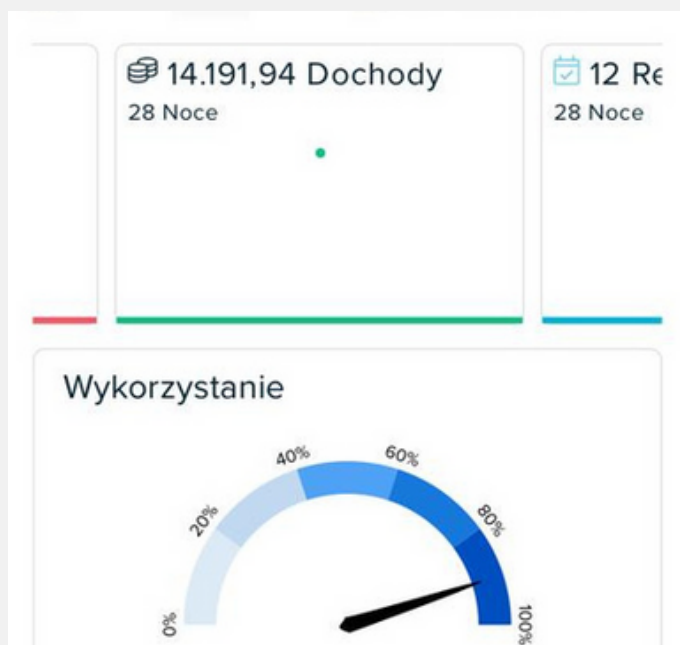 14.191,94 Dochody
28 Noce
12 Re
28 Noce
Wykorzystanie
0%
20%
40%
60%
80%
100%